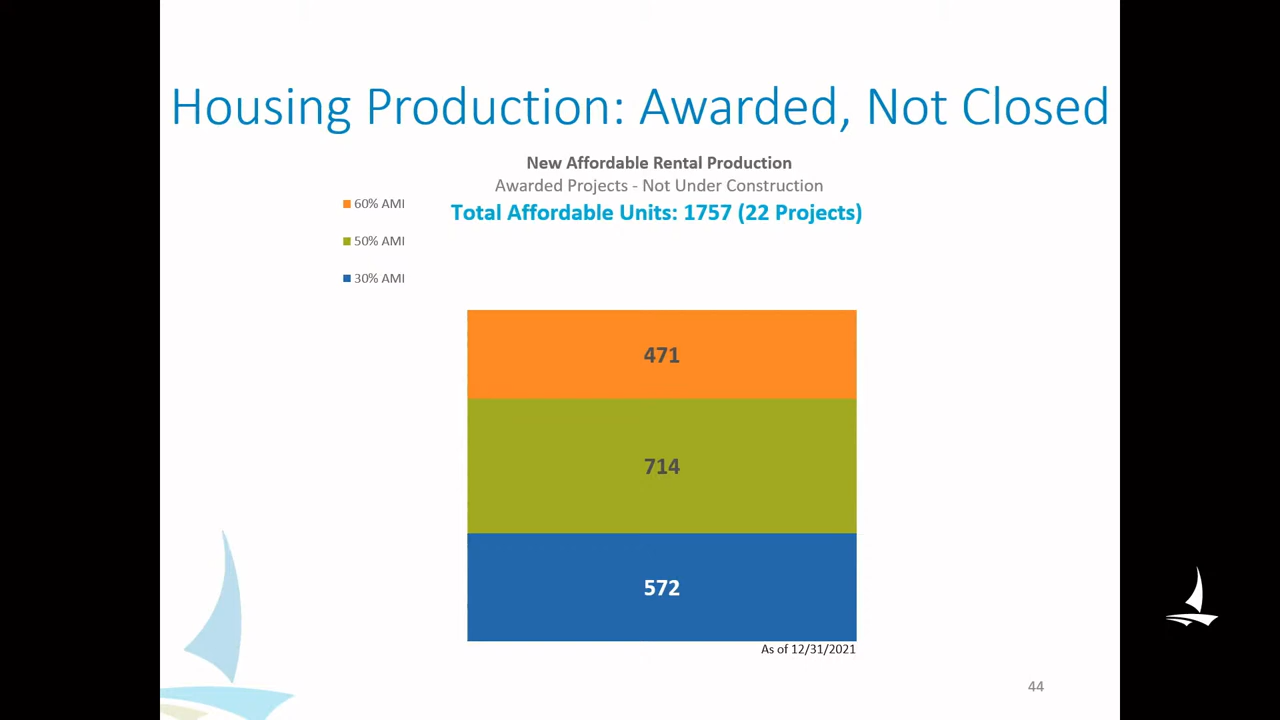 Housing Production: Awarded, Not Closed
New Affordable Rental Production
Awarded Projects - Not Under Construction
Total Affordable Units: 1757 (22 Projects)
60% AMI
50% AMI
30% AMI
471
714
572
As of 12/31/2021
44